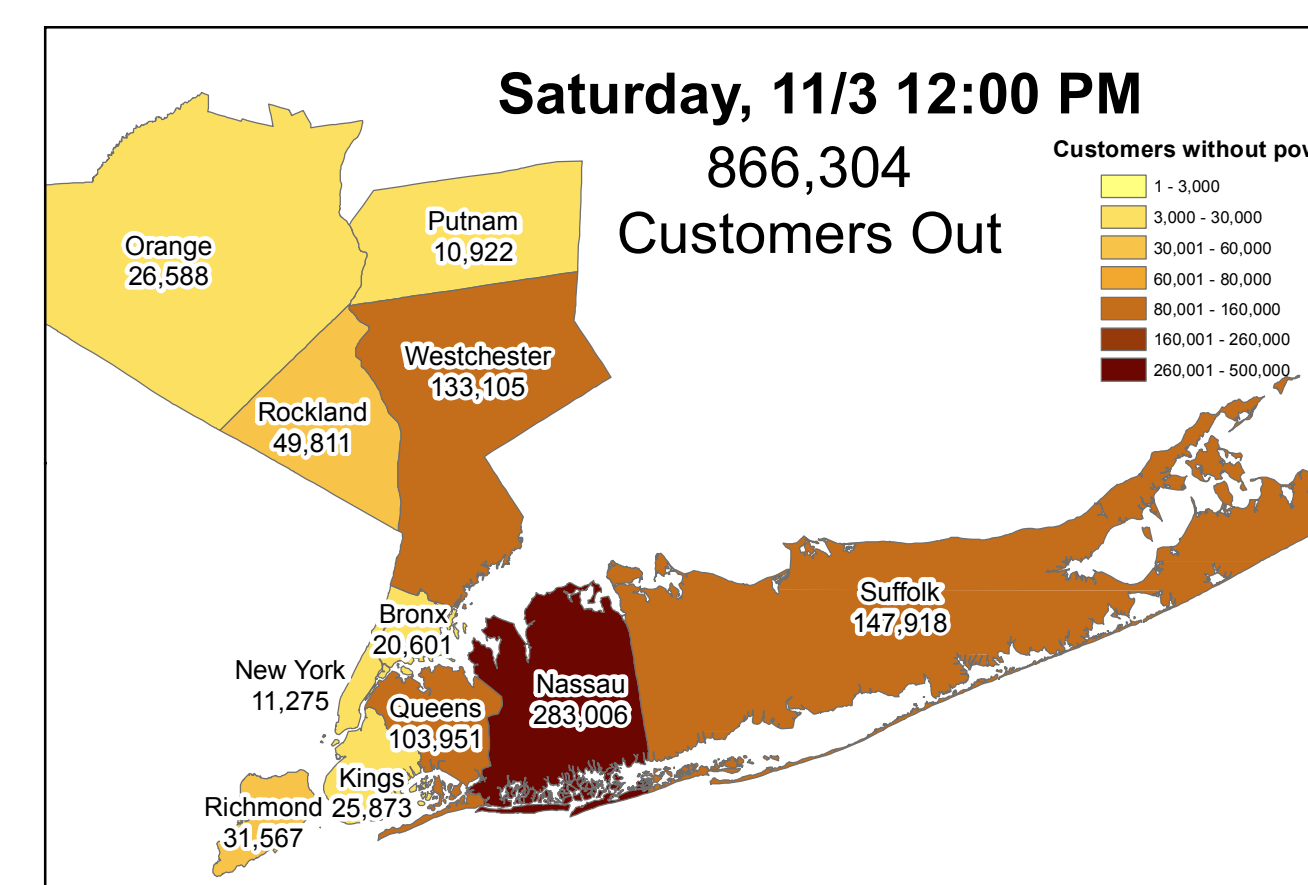 Saturday, 11/3 12:00 PM
866,304
Customers Out
Customers without pov
1 - 3,000
3,000 - 30,000
30,001 - 60,000
60,001 - 80,000
80,001 - 160,000
160,001 - 260,000
260,001 - 500,000
Orange
26,588
Putnam
10,922
Westchester
133,105
Rockland
49,811
Suffolk
147,918
Bronx
20,601
New York
11,275
Nassau
283,006
Queens
103,951
Kings
25,873
Richmond
31,567